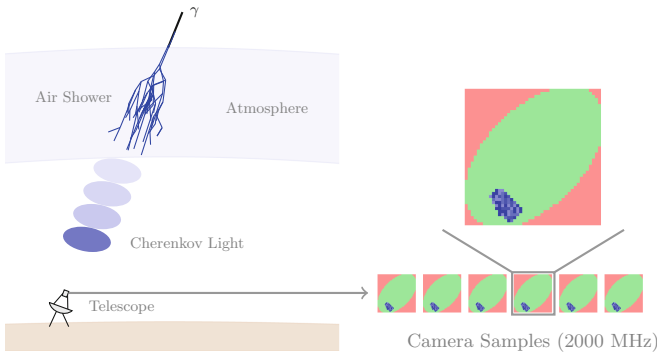 γ
Air Shower
Atmosphere
Cherenkov Light
Telescope
Camera Samples (2000 MHz)